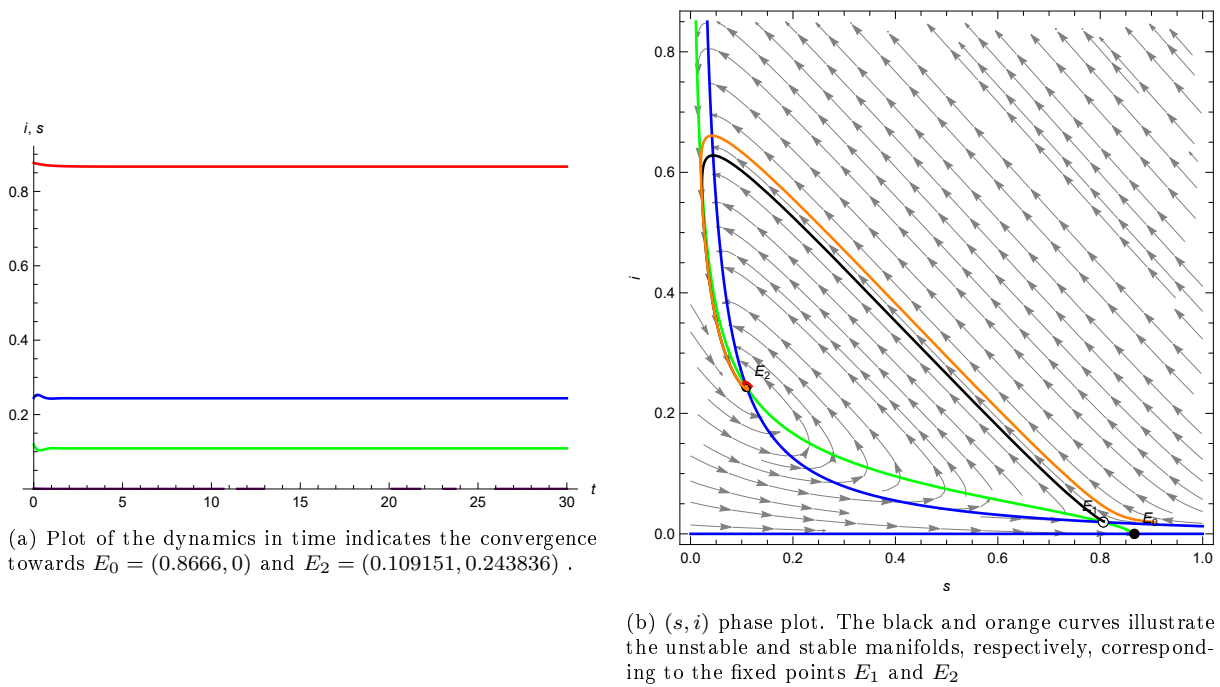 i, s
0.8
0.6
0.4
0.2
0 5 10 15 20 25 30 t
(a) Plot of the dynamics in time indicates the convergence
towards E₀ = (0.8666, 0) and E₂ = (0.109151, 0.243836) .
0.8
0.6
0.4
0.2
0.0
i
E₂
E₁
E₀
0.0 0.2 0.4 0.6 0.8 1.0
s
(b) (s, i) phase plot. The black and orange curves illustrate
the unstable and stable manifolds, respectively, correspond-
ing to the fixed points E₁ and E₂